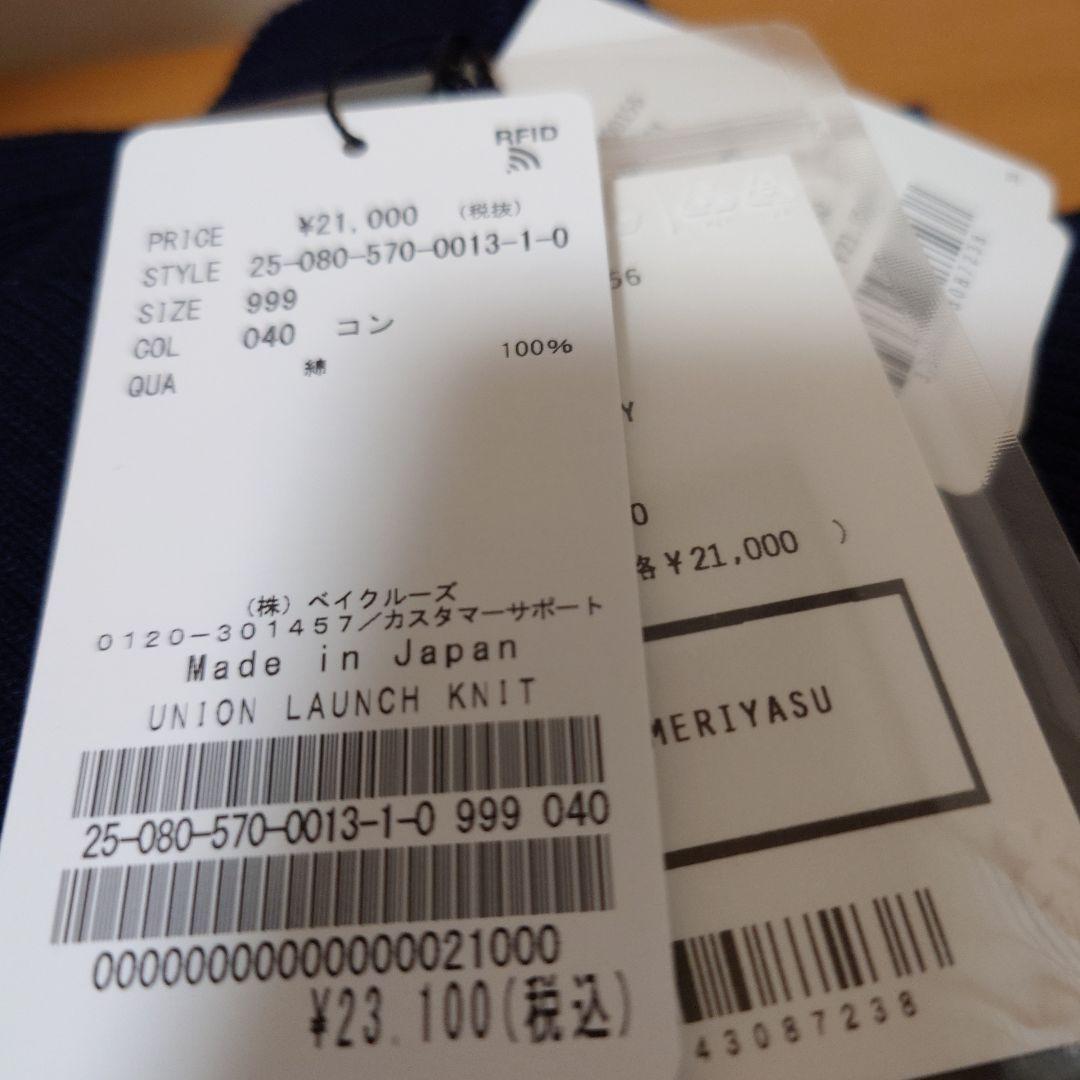 RFID
PRICE ¥21,000 (税抜)
STYLE 25-080-570-0013-1-0
SIZE 999
COL 040 コン
QUA 綿 100%
(株)ベイクルーズ
0120-301457/カスタマーサポート
Made in Japan
UNION LAUNCH KNIT
25-080-570-0013-1-0 999 040
00000000000000021000
¥23.100(税込)
56
Y
0
格¥21,000 )
MERIYASU
43087238